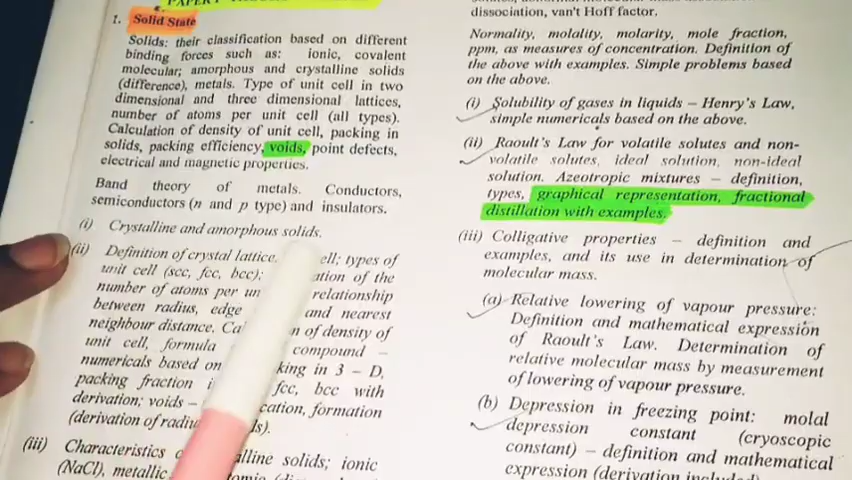 1. Solid State
Solids: their classification based on different
binding forces such as: ionic, covalent
molecular; amorphous and crystalline solids
(difference), metals. Type of unit cell in two
dimensional and three dimensional lattices,
number of atoms per unit cell (all types).
Calculation of density of unit cell, packing in
solids, packing efficiency, voids, point defects,
electrical and magnetic properties.
Band theory of metals. Conductors,
semiconductors (n and p type) and insulators.
(i) Crystalline and amorphous solids.
(ii) Definition of crystal lattice, ell; types of
unit cell (scc, fcc, bcc); ation of the
number of atoms per un relationship
between radius, edge and nearest
neighbour distance. Ca n of density of
unit cell, formula compound –
numericals based on king in 3 – D,
packing fraction i fcc, bcc with
derivation; voids – cation, formation
(derivation of radiu ls).
(iii) Characteristics o lline solids; ionic
(NaCl), metallic
dissociation, van't Hoff factor.
Normality, molality, molarity, mole fraction,
ppm, as measures of concentration. Definition of
the above with examples. Simple problems based
on the above.
(i) Solubility of gases in liquids – Henry's Law,
simple numericals based on the above.
(ii) Raoult's Law for volatile solutes and non-
volatile solutes, ideal solution, non-ideal
solution. Azeotropic mixtures – definition,
types, graphical representation, fractional
distillation with examples.
(iii) Colligative properties – definition and
examples, and its use in determination of
molecular mass.
(a) Relative lowering of vapour pressure:
Definition and mathematical expression
of Raoult's Law. Determination of
relative molecular mass by measurement
of lowering of vapour pressure.
(b) Depression in freezing point: molal
depression constant (cryoscopic
constant) – definition and mathematical
expression (derivation included).